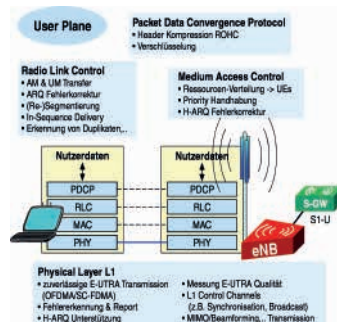 User Plane
Packet Data Convergence Protocol
• Header Kompression ROHC
• Verschlüsselung
Radio Link Control
• AM & UM Transfer
• ARQ Fehlerkorrektur
• (Re-)Segmentierung
• In-Sequence Delivery
• Erkennung von Duplikaten,..
Medium Access Control
• Ressourcen-Verteilung -> UEs
• Priority Handhabung
• H-ARQ Fehlerkorrektur
Nutzerdaten
PDCP
RLC
MAC
PHY
Nutzerdaten
PDCP
RLC
MAC
PHY
eNB
S-GW
S1-U
Physical Layer L1
• zuverlässige E-UTRA Transmission
(OFDMA/SC-FDMA)
• Fehlererkennung & Report
• H-ARQ Unterstützung
• Messung E-UTRA Qualität
• L1 Control Channels
(z.B. Synchronisation, Broadcast)
• MIMO/Beamforming... Transmission